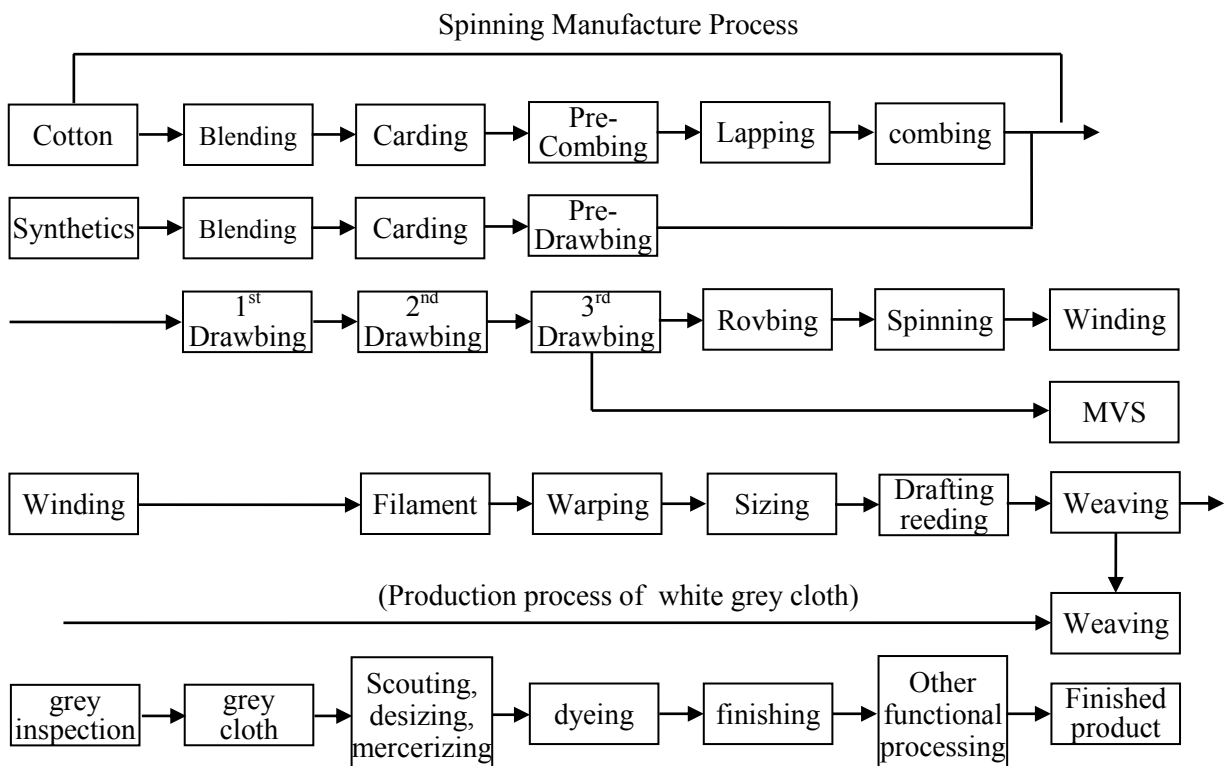 Spinning Manufacture Process
Cotton
Blending
Carding
Pre-
Combing
Lapping
combing
Synthetics
Blending
Carding
Pre-
Drawbing
1st
Drawbing
2nd
Drawbing
3rd
Drawbing
Rovbing
Spinning
Winding
MVS
Winding
Filament
Warping
Sizing
Drafting
reeding
Weaving
(Production process of white grey cloth)
Weaving
grey
inspection
grey
cloth
Scouting,
desizing,
mercerizing
dyeing
finishing
Other
functional
processing
Finished
product